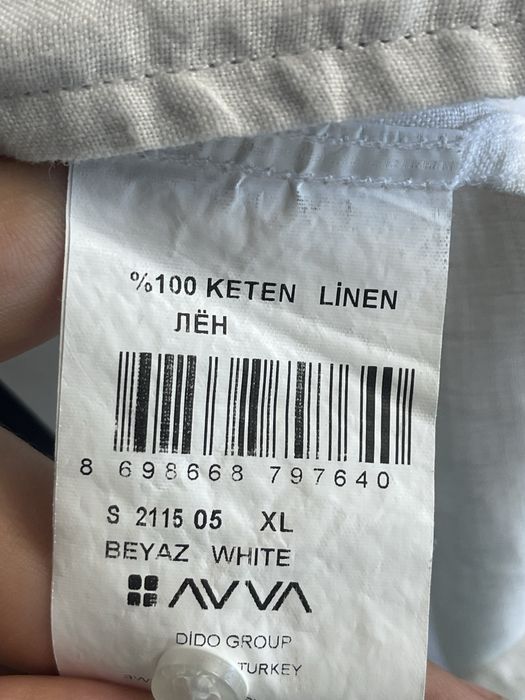 %100 KETEN LİNEN
ЛЁН
8 698668 797640
S 2115 05 XL
BEYAZ WHITE
AVVA
DIDO GROUP
TURKEY